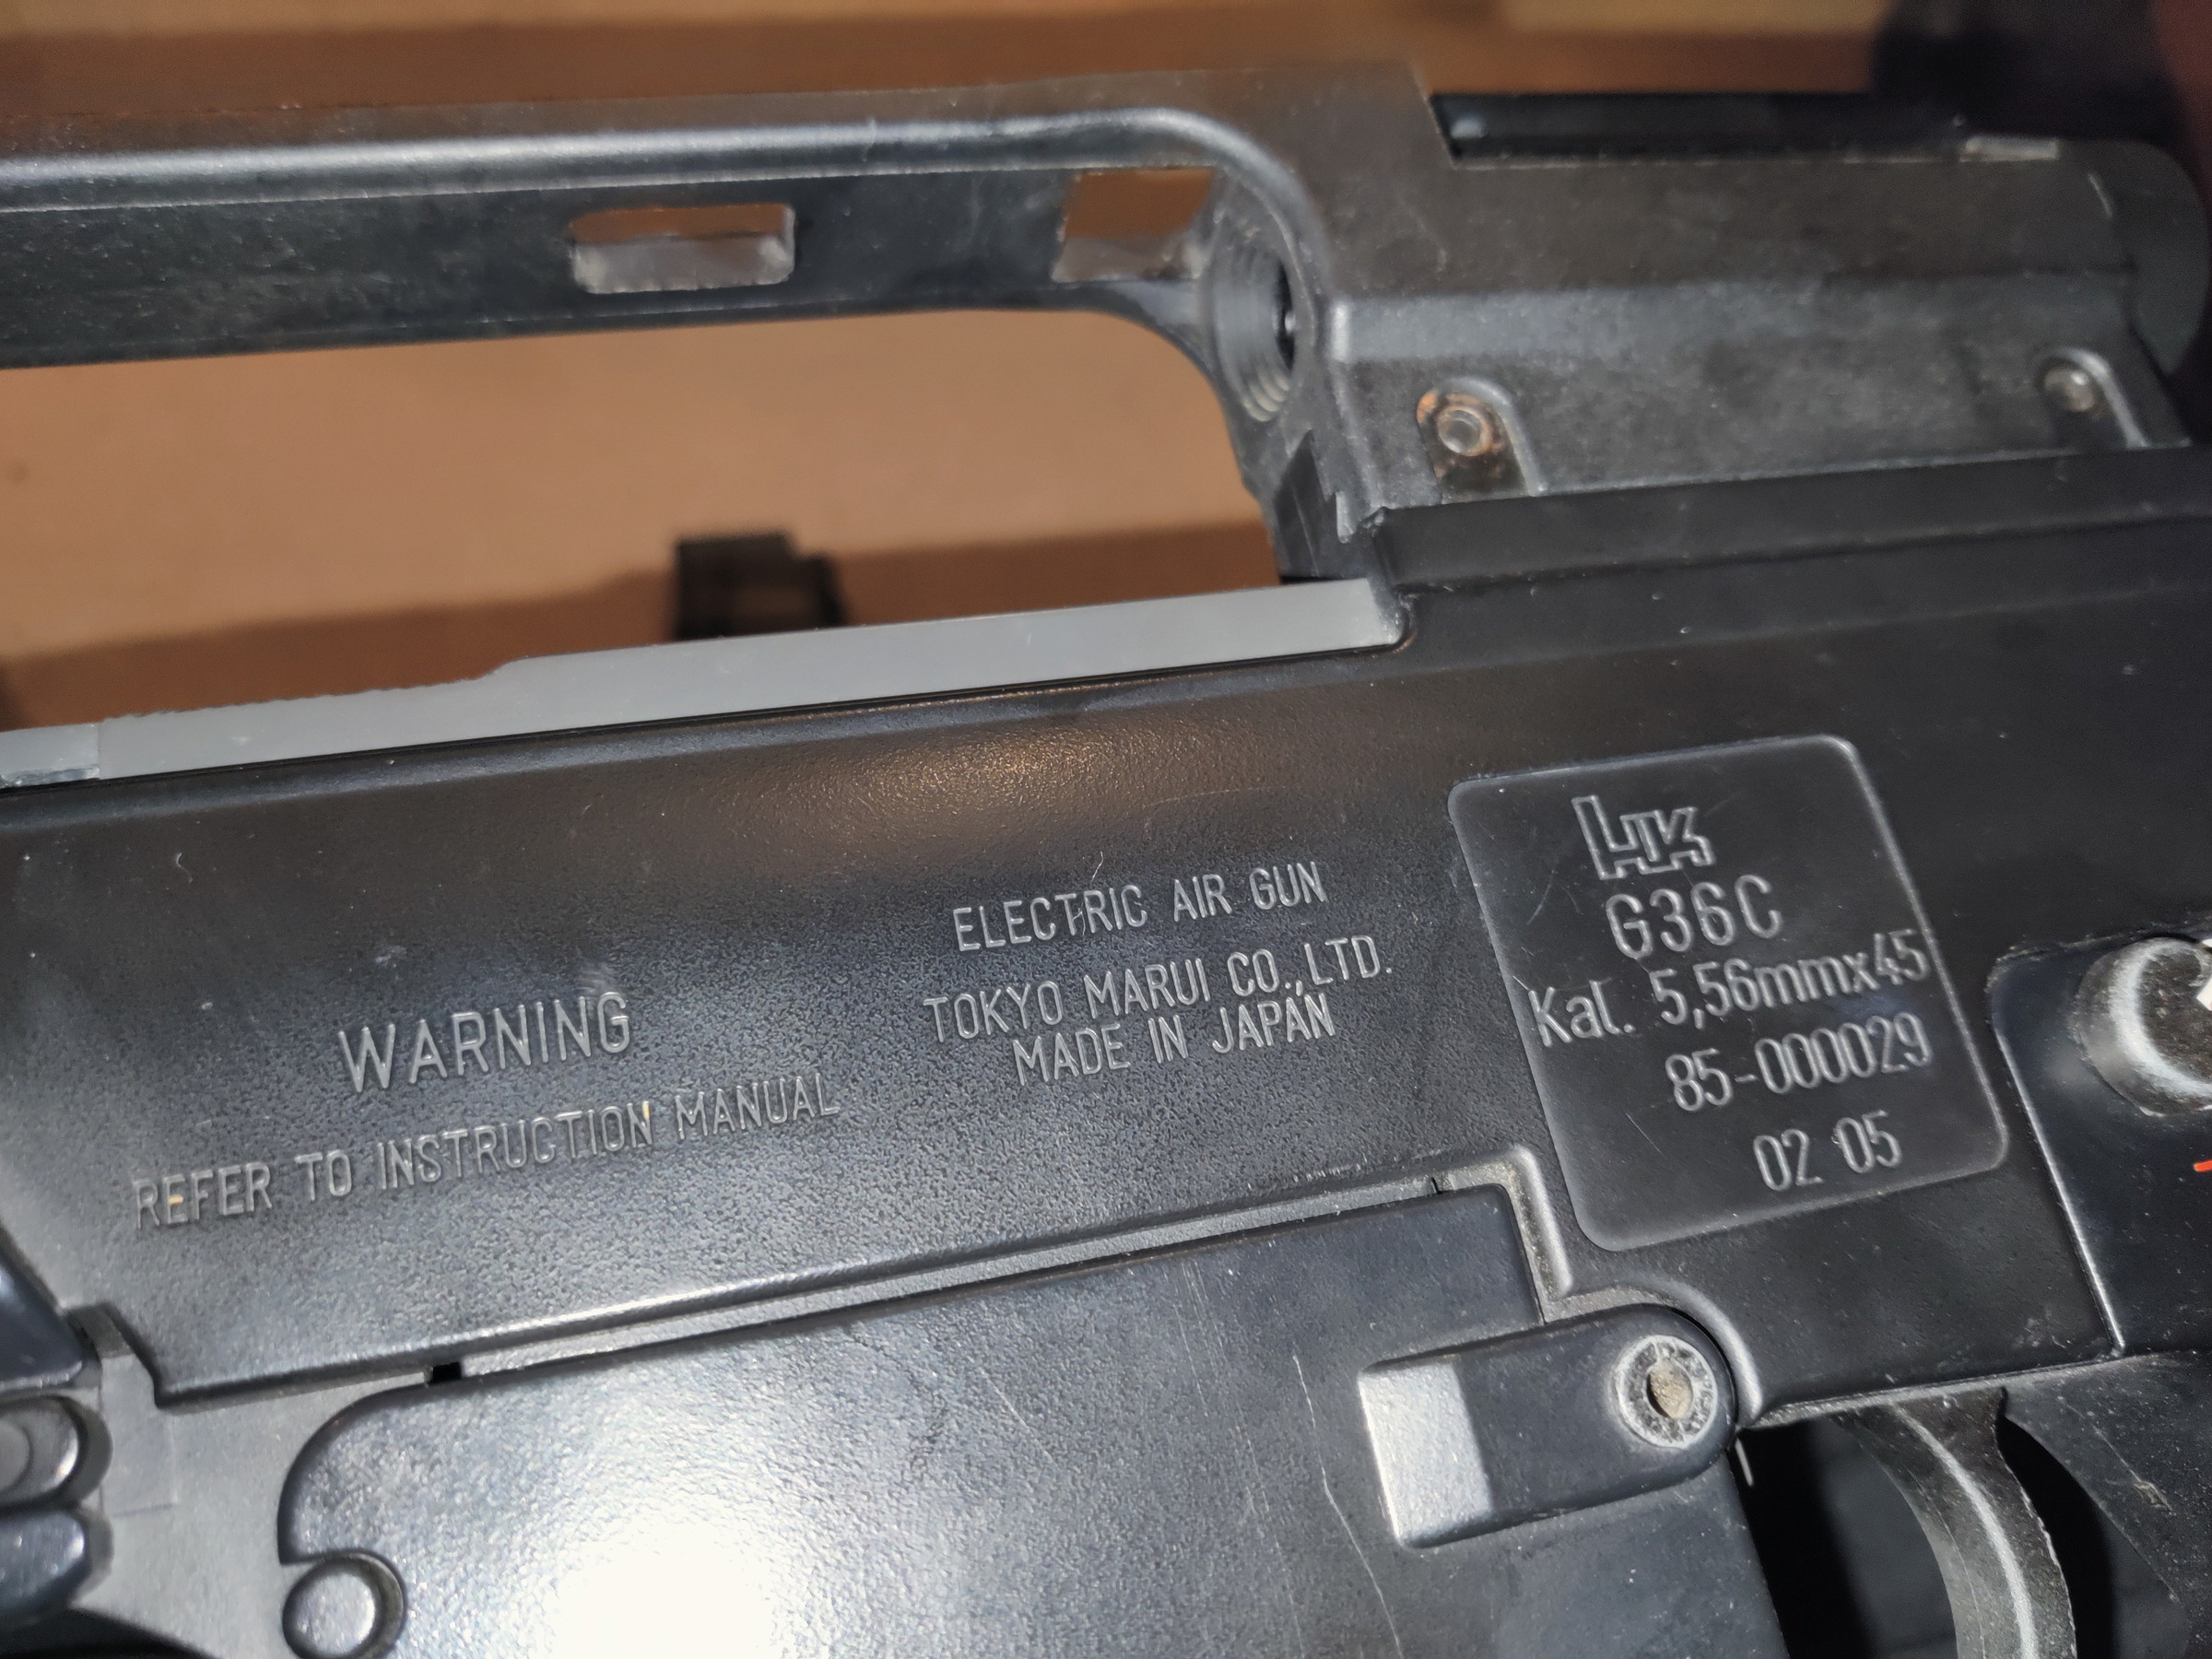 WARNING
REFER TO INSTRUCTION MANUAL
ELECTRIC AIR GUN
TOKYO MARUI CO.,LTD.
MADE IN JAPAN
HK
G36C
Kal. 5,56mmx45
85-000029
02 05